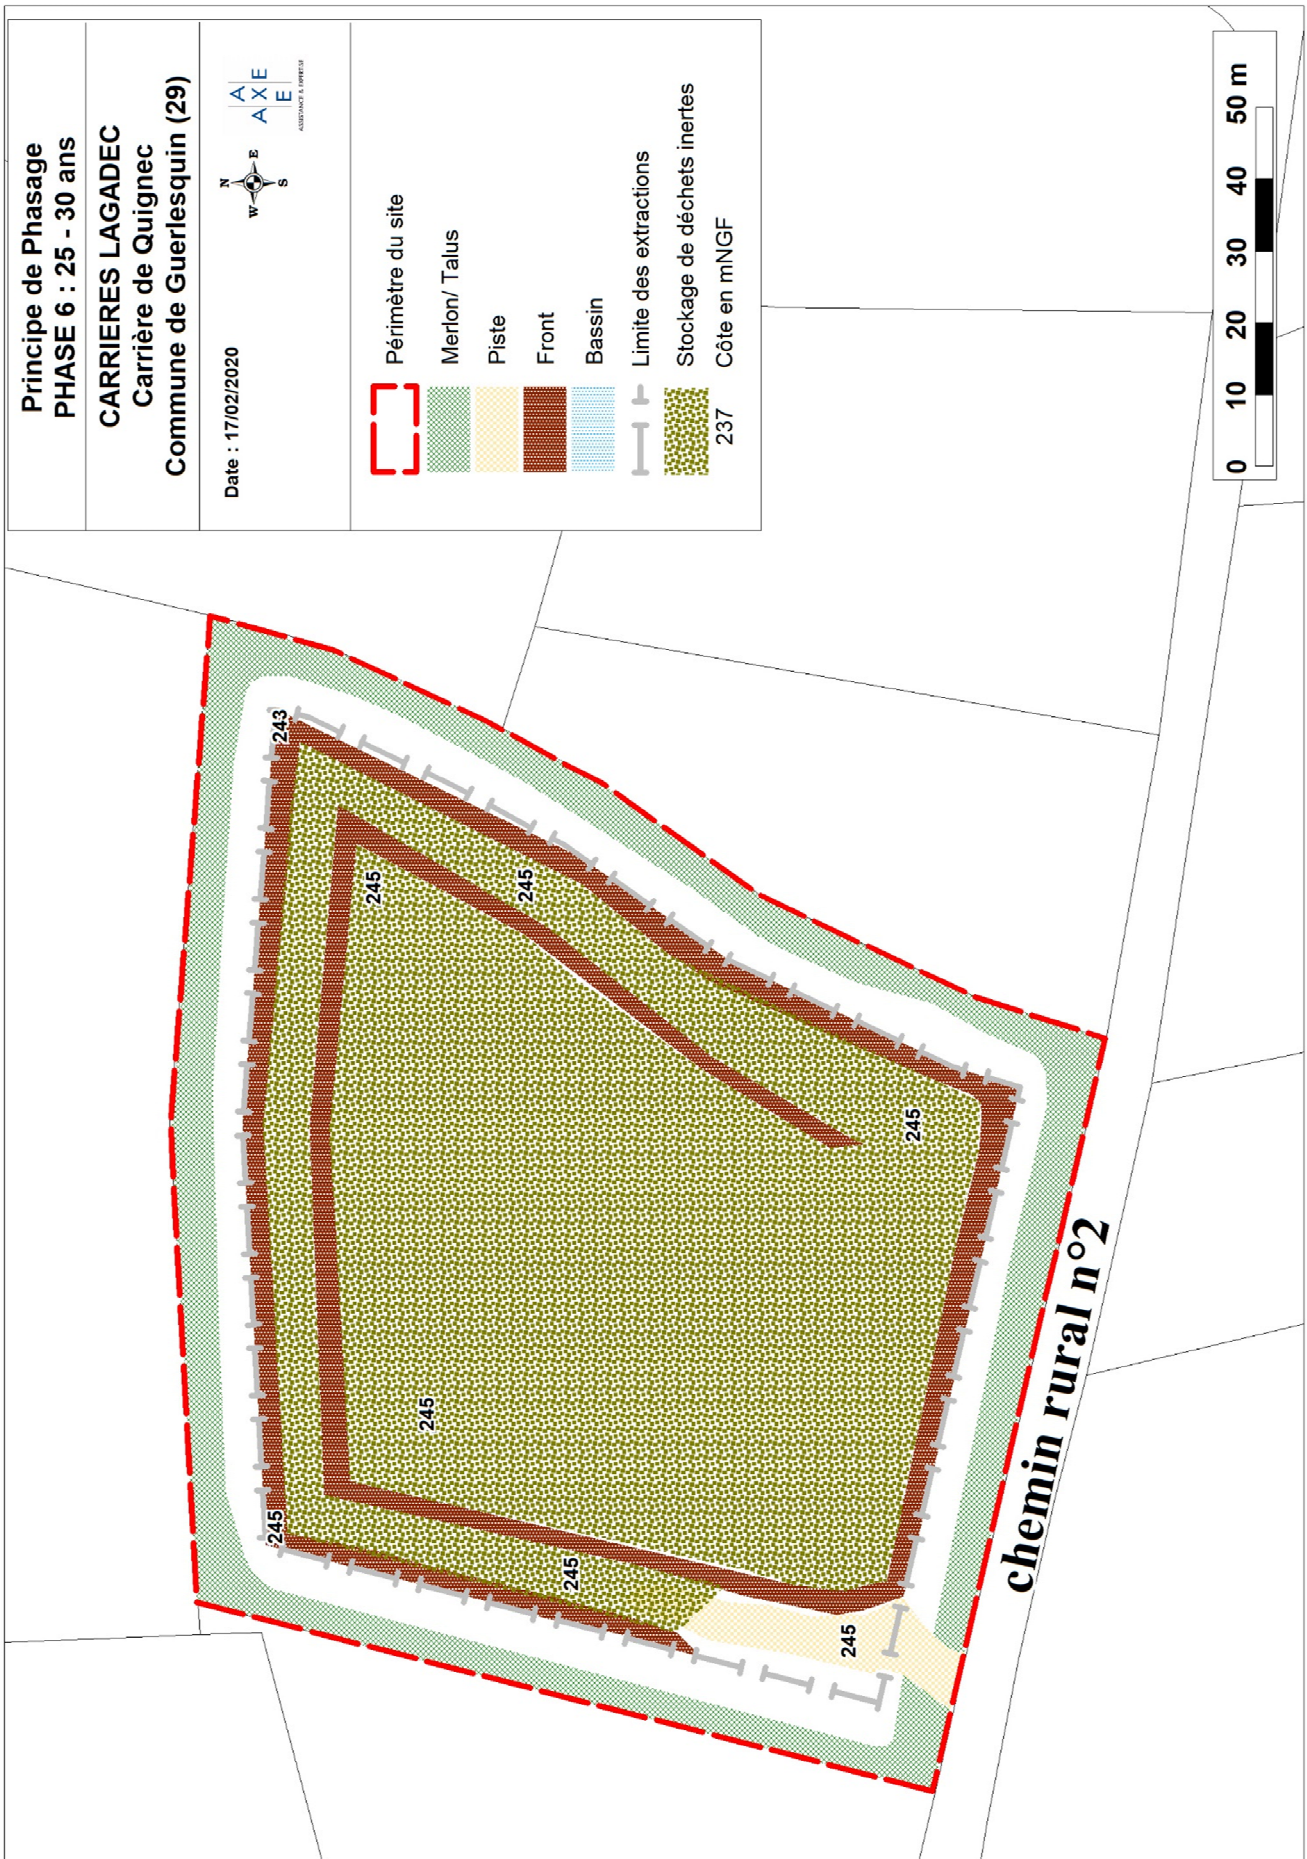 Principe de Phasage
PHASE 6 : 25 - 30 ans
CARRIERES LAGADEC
Carrière de Quignec
Commune de Guerlesquin (29)
Date : 17/02/2020
N
W
E
S
A
A X E
E
ASSISTANCE & EXPERTISE
Périmètre du site
Merlon/ Talus
Piste
Front
Bassin
Limite des extractions
Stockage de déchets inertes
237 Côte en mNGF
245
243
245
245
245
245
245
245
chemin rural n°2
0 10 20 30 40 50 m